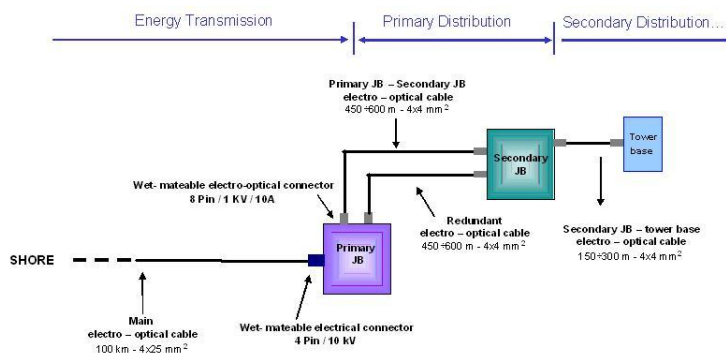 Energy Transmission
Primary Distribution
Secondary Distribution...
Primary JB – Secondary JB
electro – optical cable
450÷600 m - 4x4 mm²
Tower
base
Secondary
JB
Wet- mateable electro-optical connector
8 Pin / 1 KV / 10A
Redundant
electro – optical cable
450÷600 m - 4x4 mm²
Secondary JB – tower base
electro – optical cable
150÷300 m - 4x4 mm²
Primary
JB
SHORE
Main
electro – optical cable
100 km - 4x25 mm²
Wet- mateable electrical connector
4 Pin / 10 kV